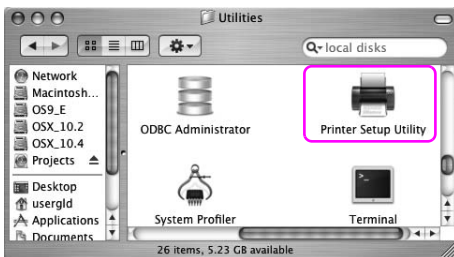 Utilities
local disks
Network
Macintosh...
OS9_E
OSX_10.2
OSX_10.4
Projects
Desktop
usergld
Applications
Documents
ODBC Administrator
Printer Setup Utility
System Profiler
Terminal
26 items, 5.23 GB available